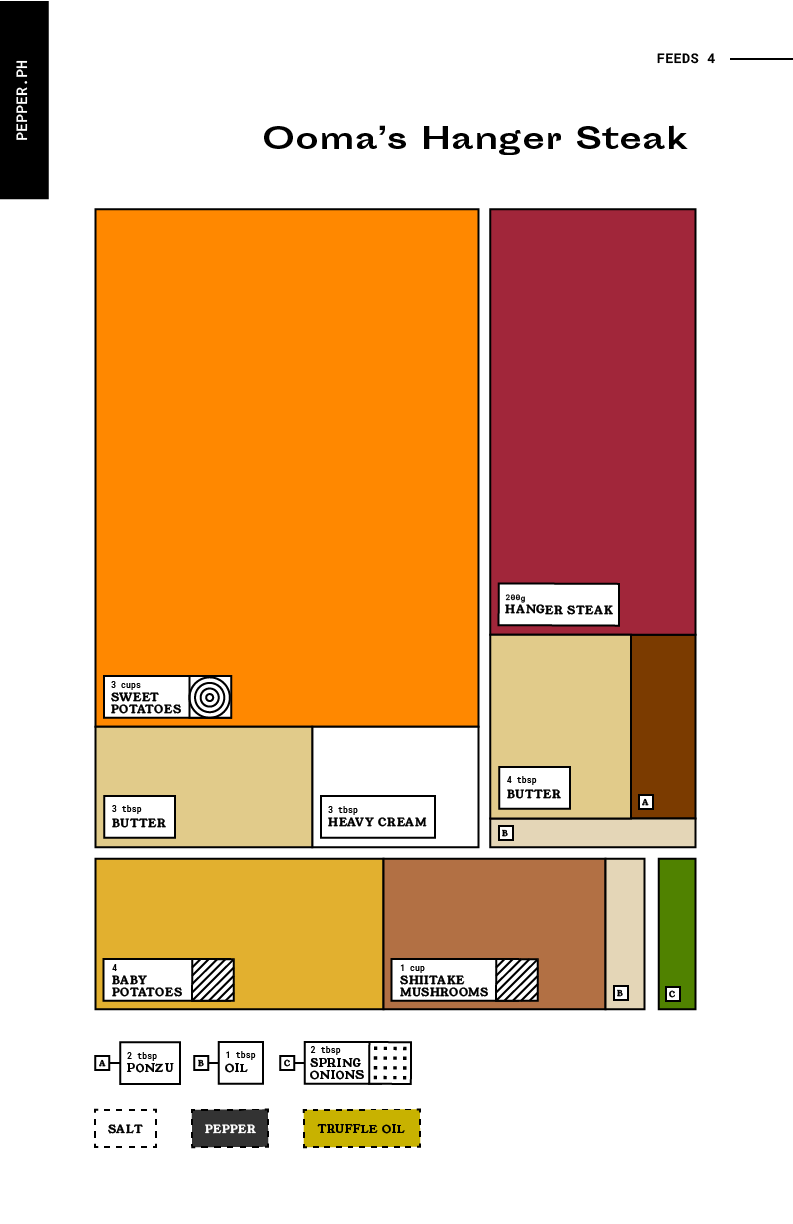 PEPPER.PH
FEEDS 4
Ooma's Hanger Steak
200g
HANGER STEAK
3 cups
SWEET
POTATOES
4 tbsp
BUTTER
A
3 tbsp
BUTTER
3 tbsp
HEAVY CREAM
B
4
BABY
POTATOES
1 cup
SHIITAKE
MUSHROOMS
B
C
A
2 tbsp
PONZU
B
1 tbsp
OIL
C
2 tbsp
SPRING
ONIONS
SALT
PEPPER
TRUFFLE OIL